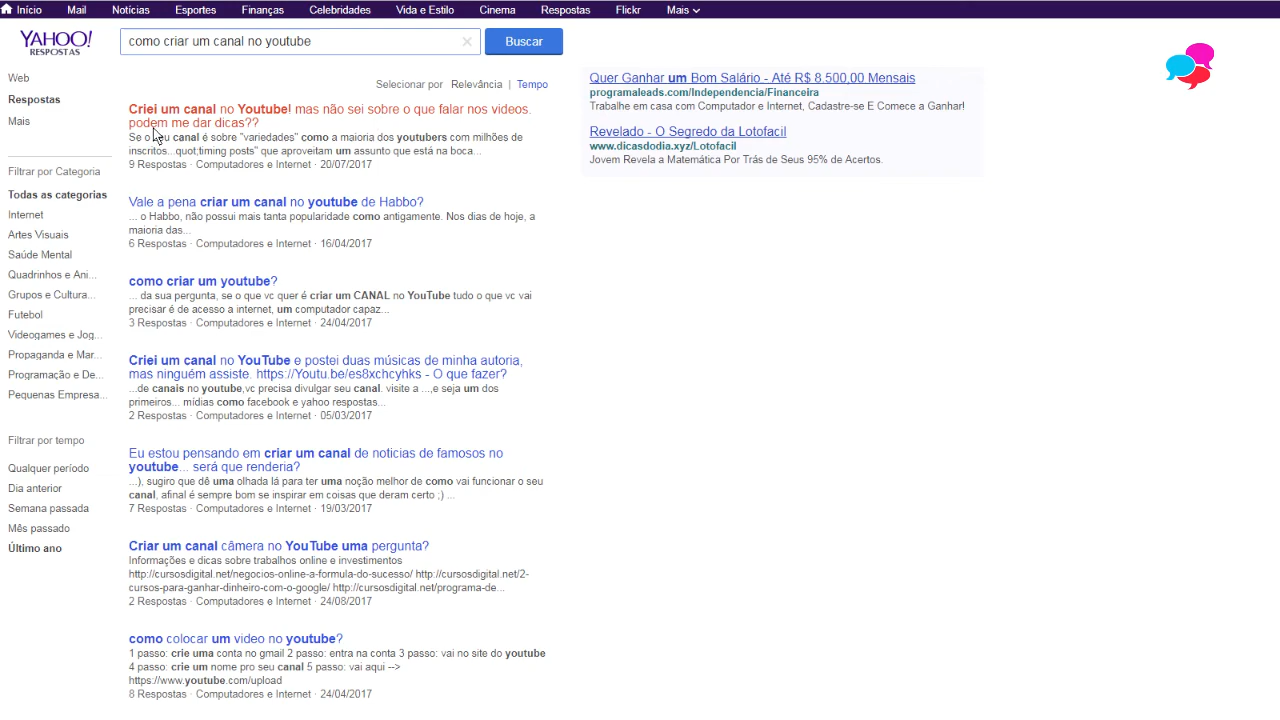 Início Mail Notícias Esportes Finanças Celebridades Vida e Estilo Cinema Respostas Flickr Mais
YAHOO!
RESPOSTAS
como criar um canal no youtube
Buscar
Web
Respostas
Mais
Filtrar por Categoria
Todas as categorias
Internet
Artes Visuais
Saúde Mental
Quadrinhos e Ani...
Grupos e Cultura...
Futebol
Videogames e Jog...
Propaganda e Mar...
Programação e De...
Pequenas Empresa...
Filtrar por tempo
Qualquer período
Dia anterior
Semana passada
Mês passado
Último ano
Selecionar por Relevância | Tempo
Criei um canal no Youtube! mas não sei sobre o que falar nos videos.
podem me dar dicas??
Se o seu canal é sobre "variedades" como a maioria dos youtubers com milhões de
inscritos...quot;timing posts" que aproveitam um assunto que está na boca...
9 Respostas · Computadores e Internet · 20/07/2017
Vale a pena criar um canal no youtube de Habbo?
... o Habbo, não possui mais tanta popularidade como antigamente. Nos dias de hoje, a
maioria das...
6 Respostas · Computadores e Internet · 16/04/2017
como criar um youtube?
... da sua pergunta, se o que vc quer é criar um CANAL no YouTube tudo o que vc vai
precisar é de acesso a internet, um computador capaz...
3 Respostas · Computadores e Internet · 24/04/2017
Criei um canal no YouTube e postei duas músicas de minha autoria,
mas ninguém assiste. https://Youtu.be/es8xchcyhks - O que fazer?
...de canais no youtube,vc precisa divulgar seu canal. visite a ...,e seja um dos
primeiros... mídias como facebook e yahoo respostas...
2 Respostas · Computadores e Internet · 05/03/2017
Eu estou pensando em criar um canal de noticias de famosos no
youtube... será que renderia?
...), sugiro que dê uma olhada lá para ter uma noção melhor de como vai funcionar o seu
canal, afinal é sempre bom se inspirar em coisas que deram certo ;) ...
7 Respostas · Computadores e Internet · 19/03/2017
Criar um canal câmera no YouTube uma pergunta?
Informações e dicas sobre trabalhos online e investimentos
http://cursosdigital.net/negocios-online-a-formula-do-sucesso/ http://cursosdigital.net/2-
cursos-para-ganhar-dinheiro-com-o-google/ http://cursosdigital.net/programa-de...
2 Respostas · Computadores e Internet · 24/08/2017
como colocar um video no youtube?
1 passo: crie uma conta no gmail 2 passo: entra na conta 3 passo: vai no site do youtube
4 passo: crie um nome pro seu canal 5 passo: vai aqui -->
https://www.youtube.com/upload
8 Respostas · Computadores e Internet · 24/04/2017
Quer Ganhar um Bom Salário - Até R$ 8.500,00 Mensais
programaleads.com/Independencia/Financeira
Trabalhe em casa com Computador e Internet, Cadastre-se E Comece a Ganhar!
Revelado - O Segredo da Lotofacil
www.dicasdodia.xyz/Lotofacil
Jovem Revela a Matemática Por Trás de Seus 95% de Acertos.